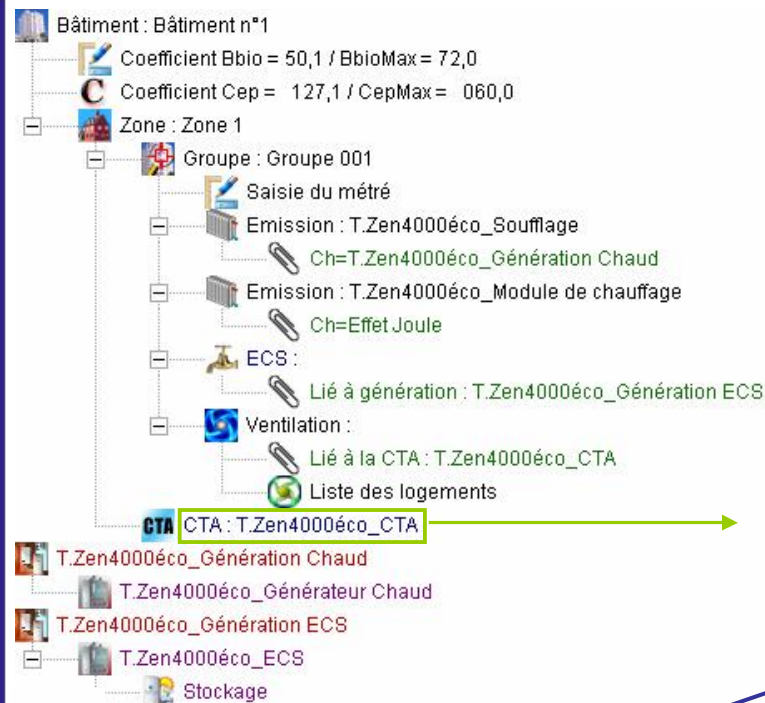 Bâtiment : Bâtiment n°1
Coefficient Bbio = 50,1 / BbioMax = 72,0
C Coefficient Cep = 127,1 / CepMax = 060,0
Zone : Zone 1
Groupe : Groupe 001
Saisie du métré
Emission : T.Zen4000éco_Soufflage
Ch=T.Zen4000éco_Génération Chaud
Emission : T.Zen4000éco_Module de chauffage
Ch=Effet Joule
ECS :
Lié à génération : T.Zen4000éco_Génération ECS
Ventilation :
Lié à la CTA : T.Zen4000éco_CTA
Liste des logements
CTA CTA : T.Zen4000éco_CTA
T.Zen4000éco_Génération Chaud
T.Zen4000éco_Générateur Chaud
T.Zen4000éco_Génération ECS
T.Zen4000éco_ECS
Stockage